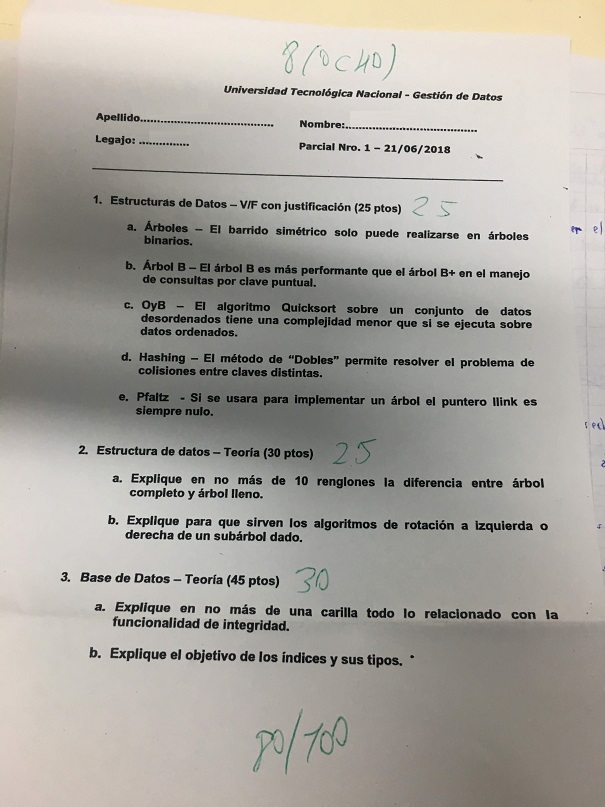 8 (OCHO)
Universidad Tecnológica Nacional - Gestión de Datos
Apellido........................................ Nombre:........................................
Legajo: ............... Parcial Nro. 1 – 21/06/2018
1. Estructuras de Datos – V/F con justificación (25 ptos) 25
a. Árboles – El barrido simétrico solo puede realizarse en árboles
binarios.
b. Árbol B – El árbol B es más performante que el árbol B+ en el manejo
de consultas por clave puntual.
c. OyB – El algoritmo Quicksort sobre un conjunto de datos
desordenados tiene una complejidad menor que si se ejecuta sobre
datos ordenados.
d. Hashing – El método de “Dobles” permite resolver el problema de
colisiones entre claves distintas.
e. Pfaltz - Si se usara para implementar un árbol el puntero llink es
siempre nulo.
2. Estructura de datos – Teoría (30 ptos) 25
a. Explique en no más de 10 renglones la diferencia entre árbol
completo y árbol lleno.
b. Explique para que sirven los algoritmos de rotación a izquierda o
derecha de un subárbol dado.
3. Base de Datos – Teoría (45 ptos) 30
a. Explique en no más de una carilla todo lo relacionado con la
funcionalidad de integridad.
b. Explique el objetivo de los índices y sus tipos.
80/100